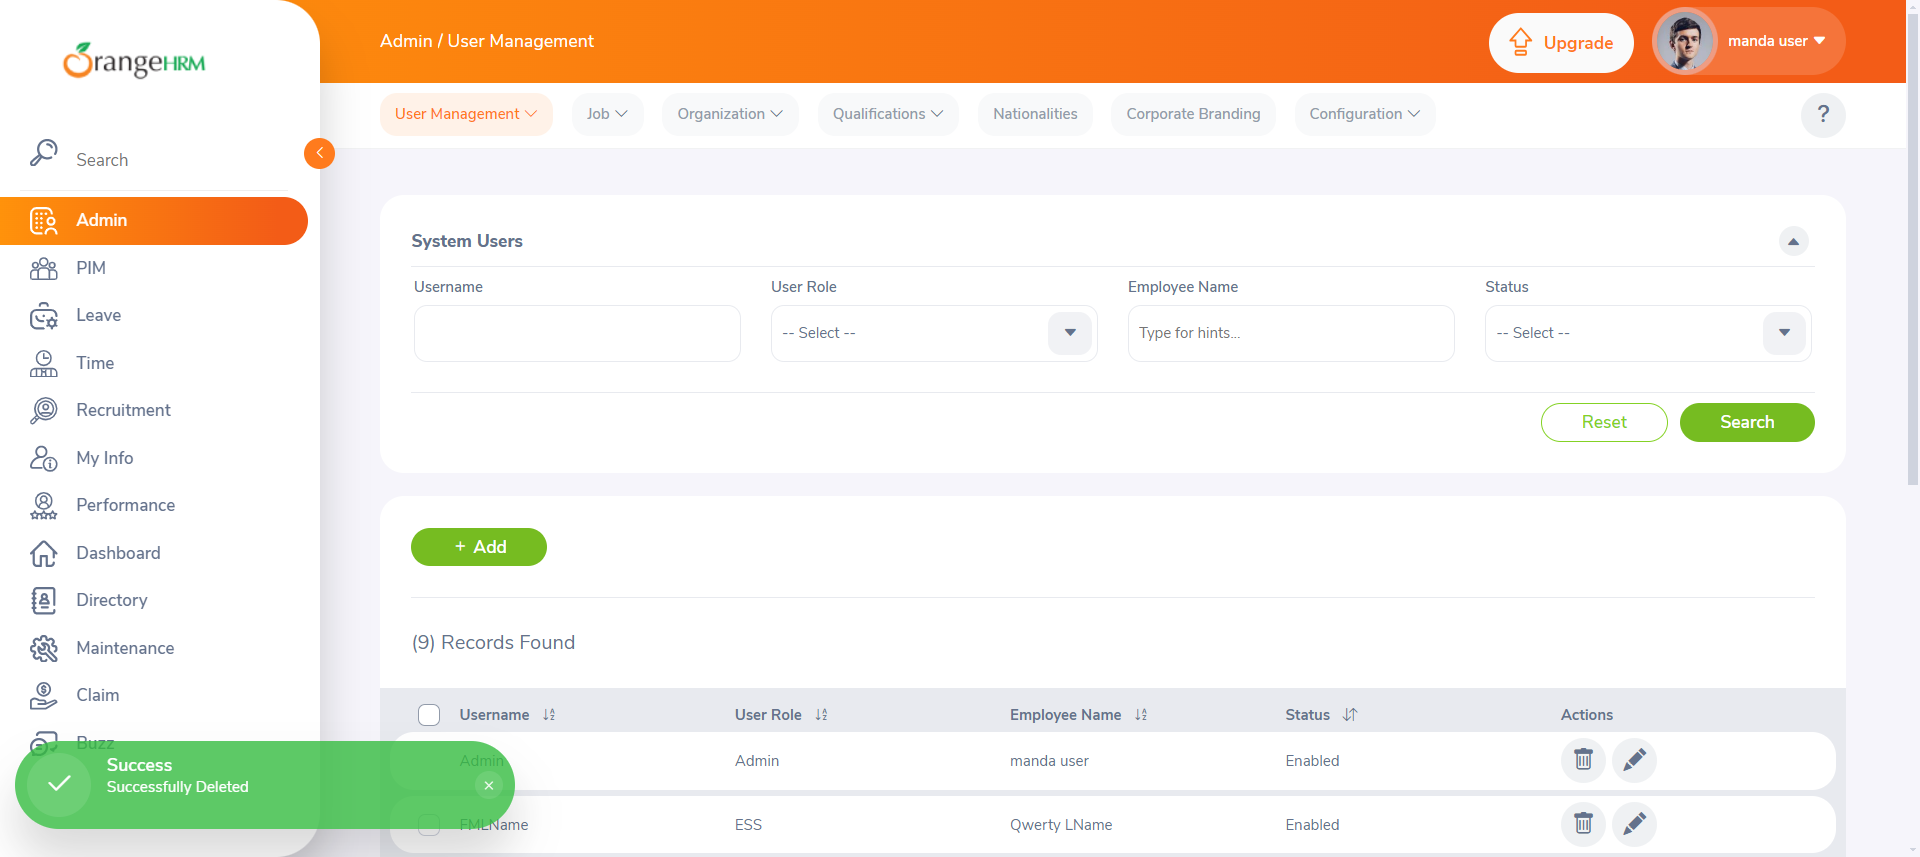 OrangeHRM
Admin / User Management
Upgrade
manda user
User Management
Job
Organization
Qualifications
Nationalities
Corporate Branding
Configuration
?
Search
Admin
PIM
Leave
Time
Recruitment
My Info
Performance
Dashboard
Directory
Maintenance
Claim
Buzz
System Users
Username
User Role
Employee Name
Status
-- Select --
Type for hints...
-- Select --
Reset
Search
+ Add
(9) Records Found
Username
User Role
Employee Name
Status
Actions
Admin
Admin
manda user
Enabled
FMLName
ESS
Qwerty LName
Enabled
Success
Successfully Deleted